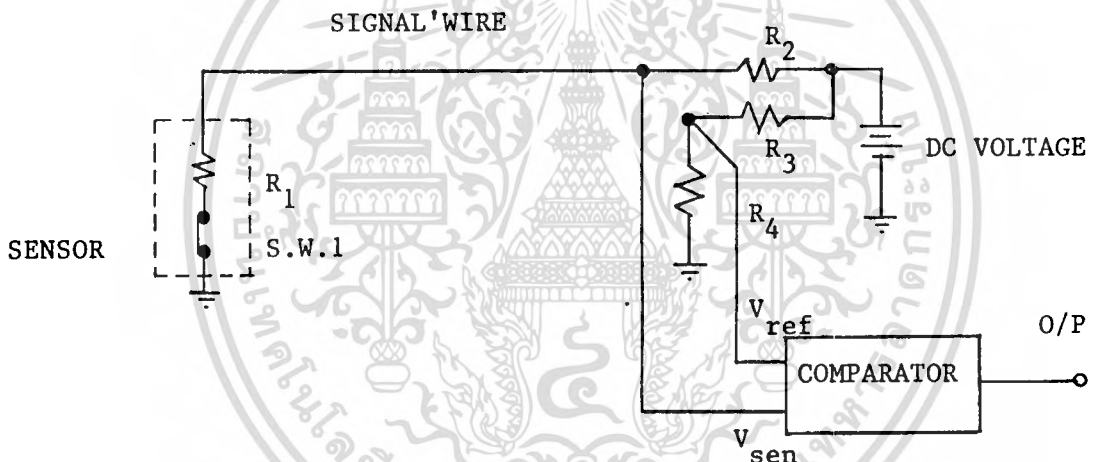 SIGNAL'WIRE
R2
R3
DC VOLTAGE
R1
R4
SENSOR
S.W.1
Vref
O/P
COMPARATOR
Vsen